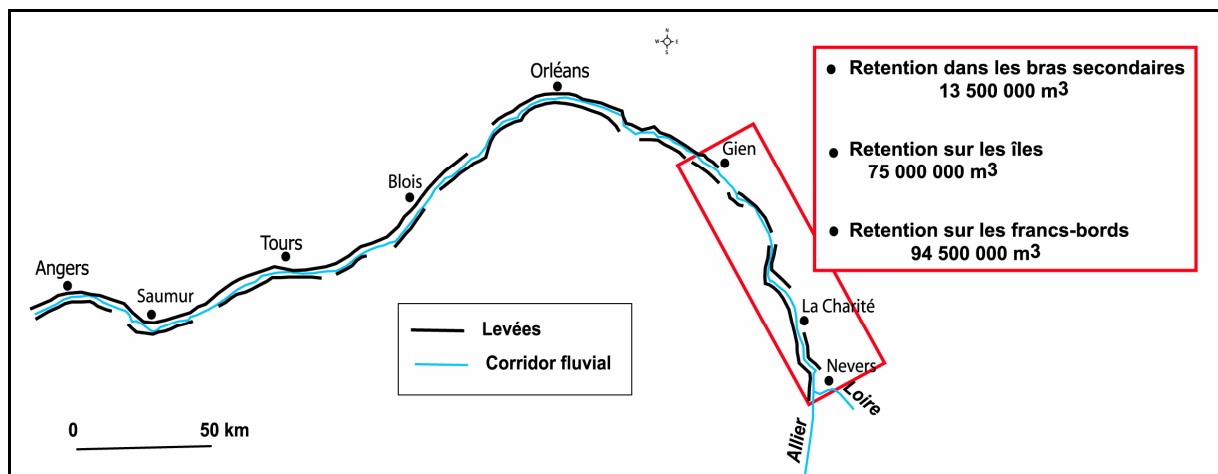 N
W E
S
Orléans
Gien
Blois
Tours
Angers
Saumur
La Charité
Nevers
Loire
Allier
● Retention dans les bras secondaires
13 500 000 m3
● Retention sur les îles
75 000 000 m3
● Retention sur les francs-bords
94 500 000 m3
Levées
Corridor fluvial
0 50 km